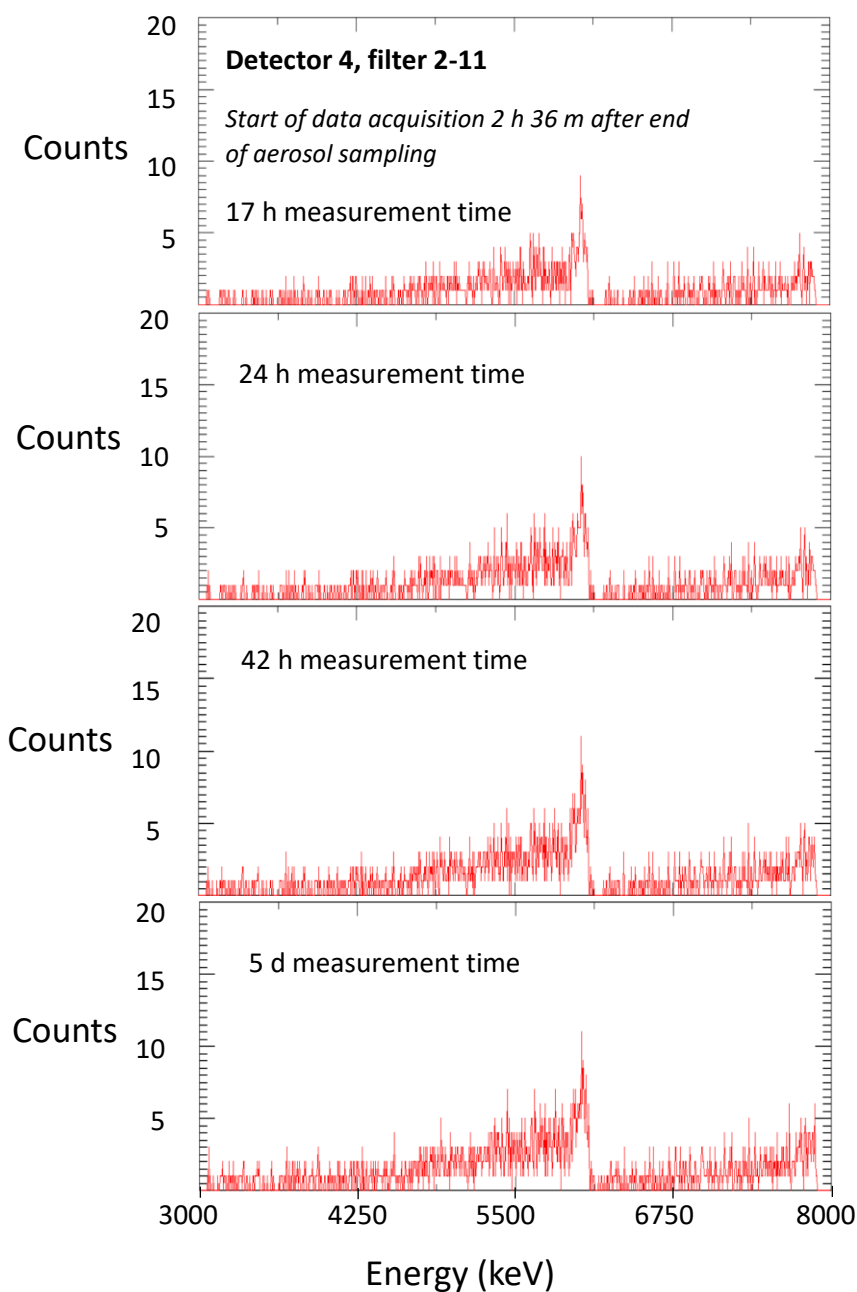 20
Detector 4, filter 2-11
15
Start of data acquisition 2 h 36 m after end
of aerosol sampling
Counts
10
17 h measurement time
5
20
24 h measurement time
15
Counts
10
5
20
42 h measurement time
15
Counts
10
5
20
5 d measurement time
15
Counts
10
5
3000 4250 5500 6750 8000
Energy (keV)